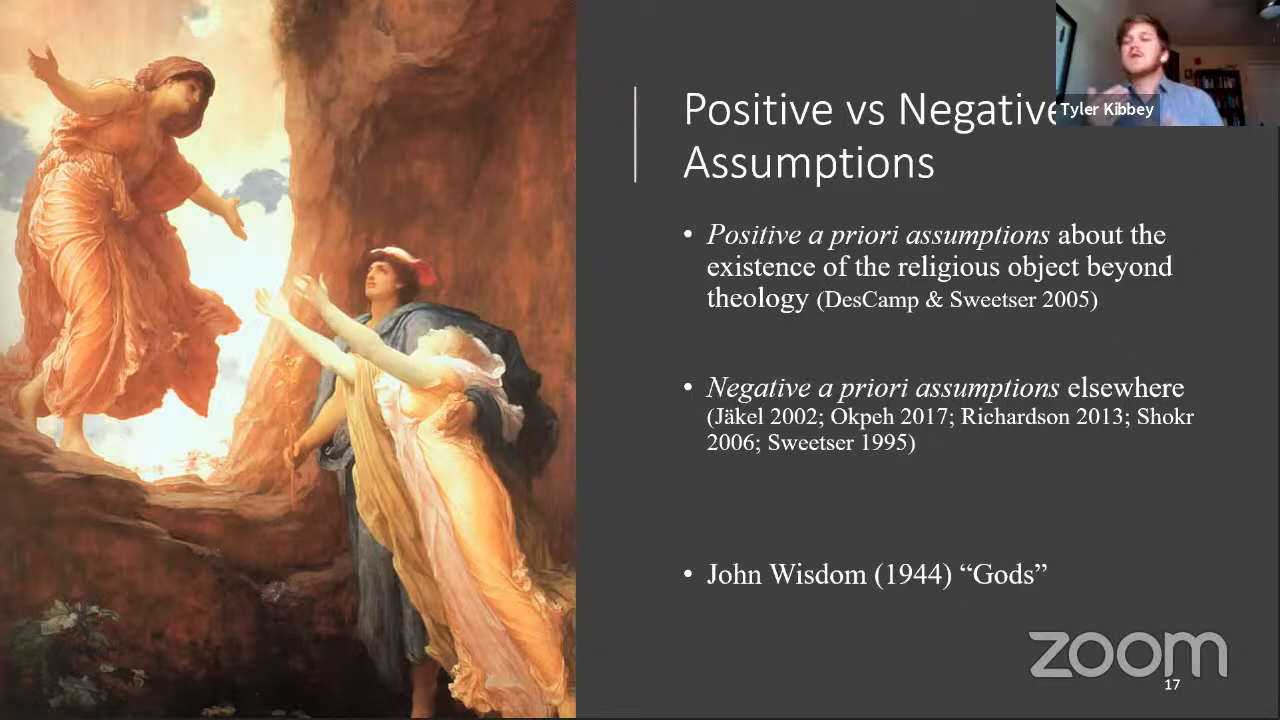 Positive vs Negative
Assumptions
Tyler Kibbey
• Positive a priori assumptions about the
existence of the religious object beyond
theology (DesCamp & Sweetser 2005)
• Negative a priori assumptions elsewhere
(Jäkel 2002; Okpeh 2017; Richardson 2013; Shokr
2006; Sweetser 1995)
• John Wisdom (1944) “Gods”
zoom
17